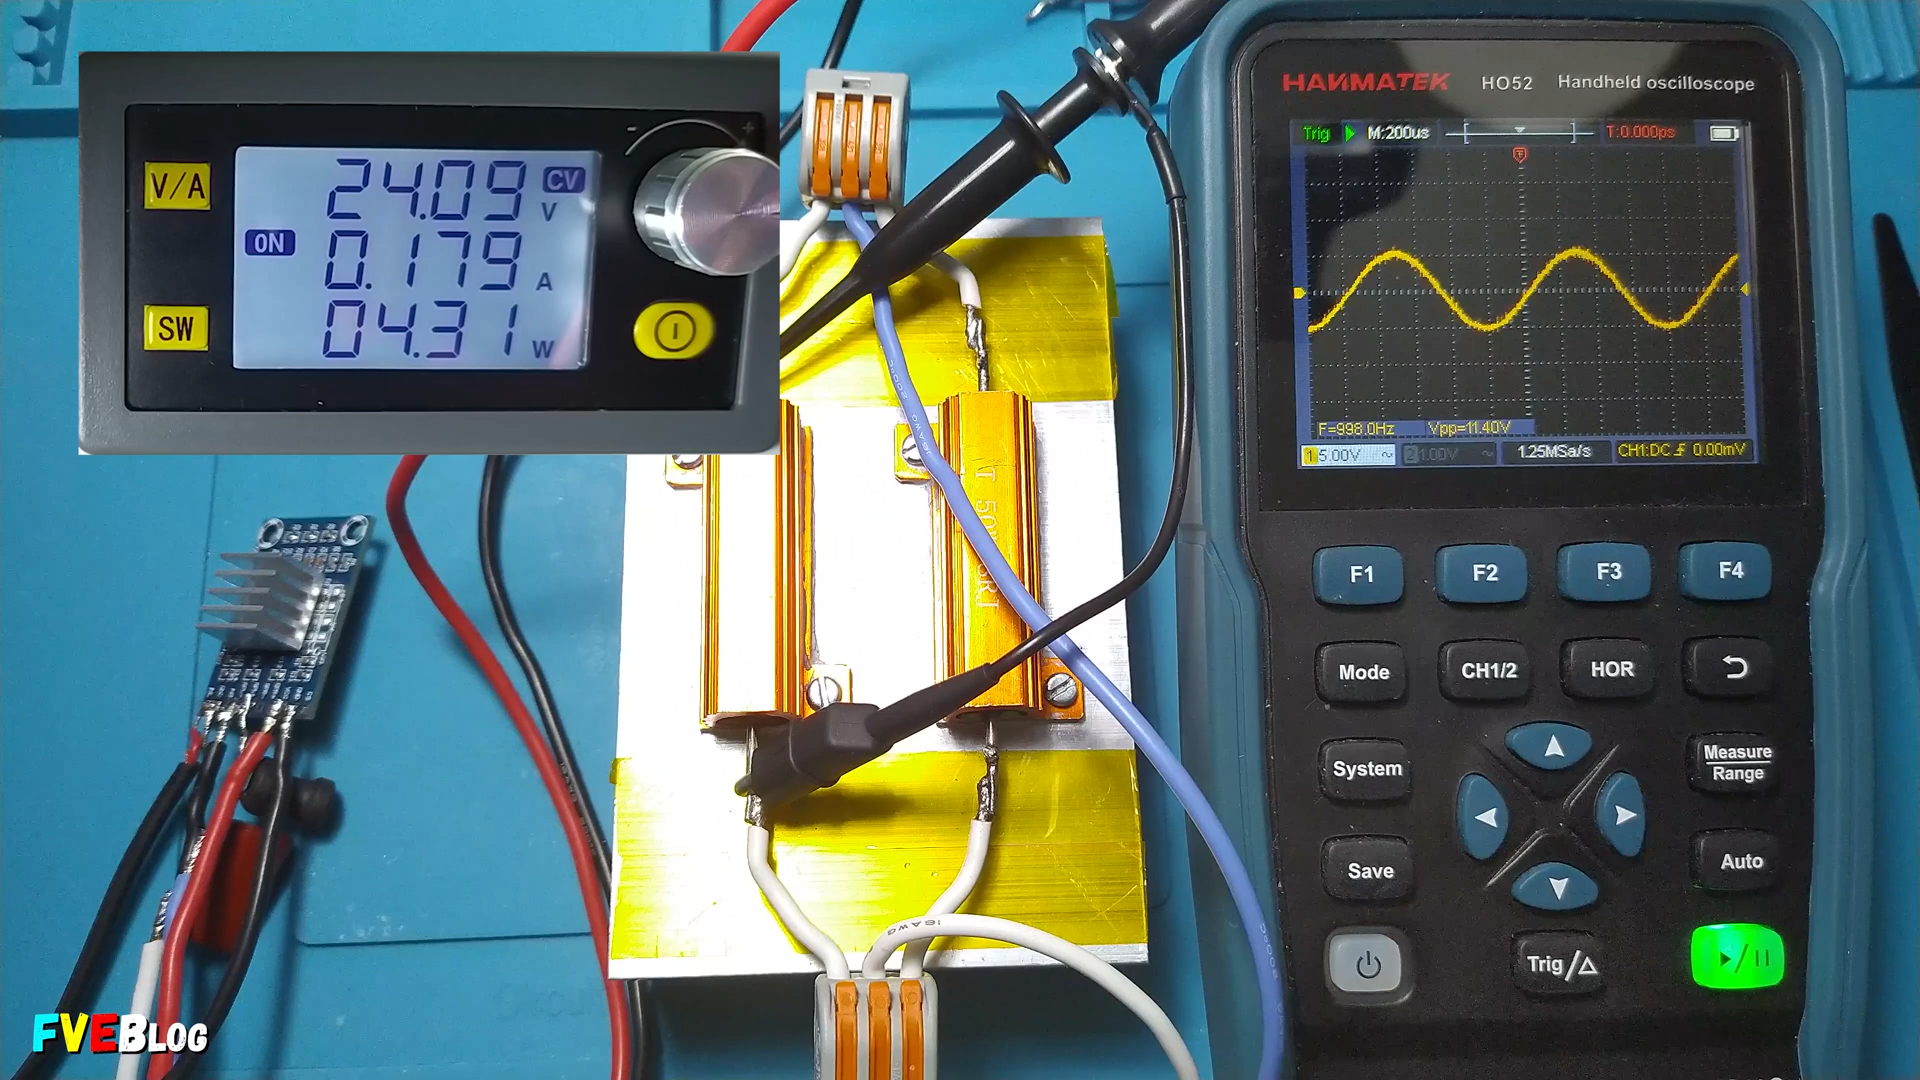 V/A
24.09 V
CV
ON
0.179 A
SW
04.31 W
HANMATEK HO52 Handheld oscilloscope
Trig M:200us T:0.000ps
F=998.0Hz Vpp=11.40V
1 5.00V ~ 2 1.00V ~ 1.25MSa/s CH1:DC 0.00mV
F1 F2 F3 F4
Mode CH1/2 HOR
System Measure
Range
Save Auto
Trig/△
16AWG
200°C
16AWG
FVEBLOG